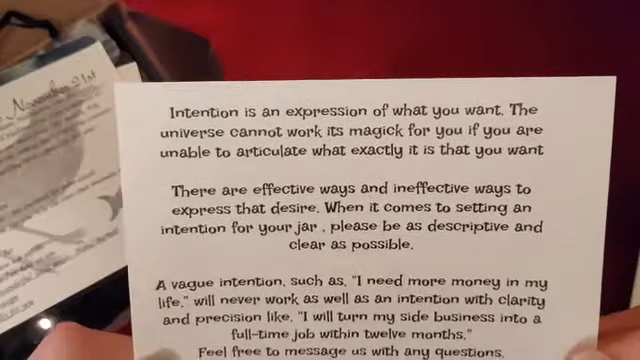 November 21st
Intention is an expression of what you want. The
universe cannot work its magick for you if you are
unable to articulate what exactly it is that you want
There are effective ways and ineffective ways to
express that desire. When it comes to setting an
intention for your jar , please be as descriptive and
clear as possible.
A vague intention, such as, "I need more money in my
life," will never work as well as an intention with clarity
and precision like, "I will turn my side business into a
full-time job within twelve months."
Feel free to message us with any questions.